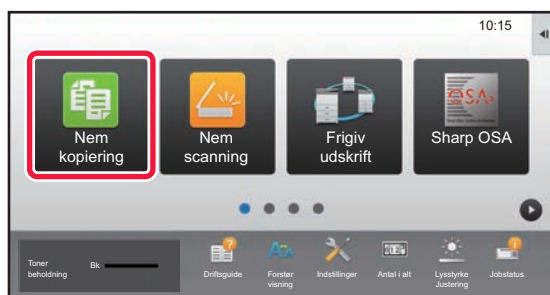 10:15
Nem
kopiering
Nem
scanning
Frigiv
udskrift
Sharp OSA
OSA
Toner
beholdning
Bk
Driftsguide
Forstør
visning
Indstillinger
Antal i alt
Lysstyrke
Justering
Jobstatus